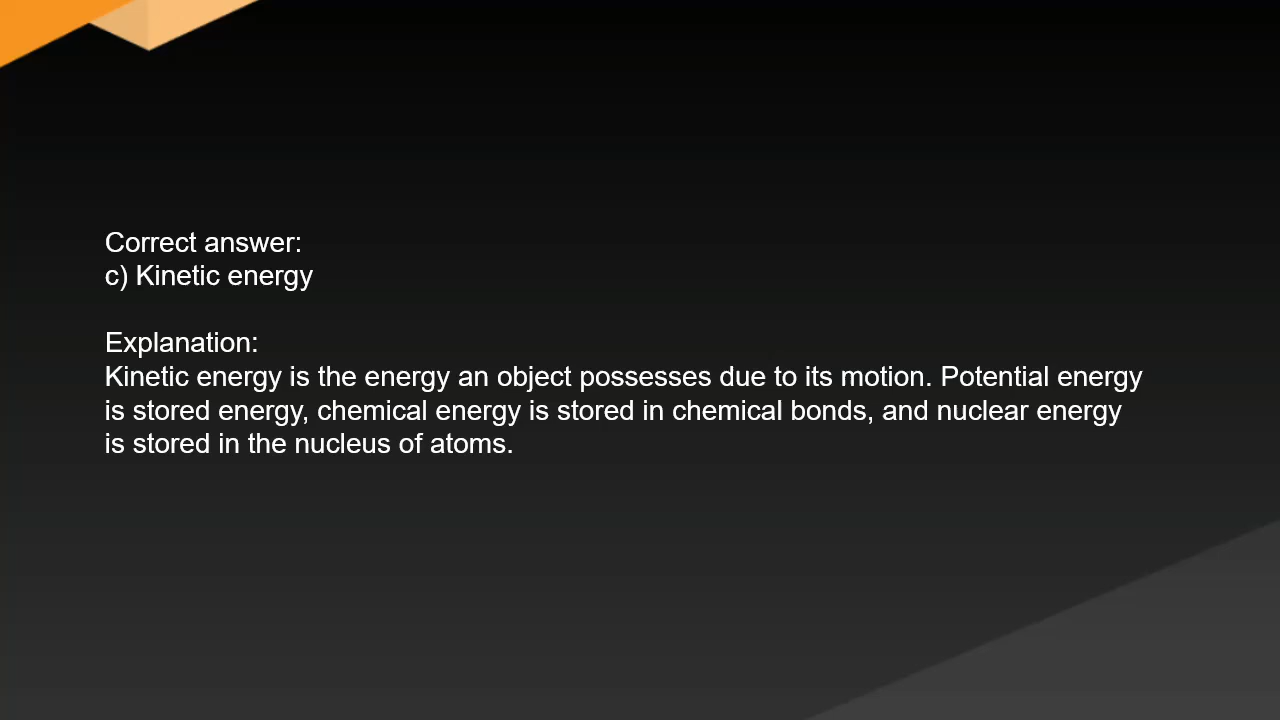 Correct answer:
c) Kinetic energy
Explanation:
Kinetic energy is the energy an object possesses due to its motion. Potential energy
is stored energy, chemical energy is stored in chemical bonds, and nuclear energy
is stored in the nucleus of atoms.